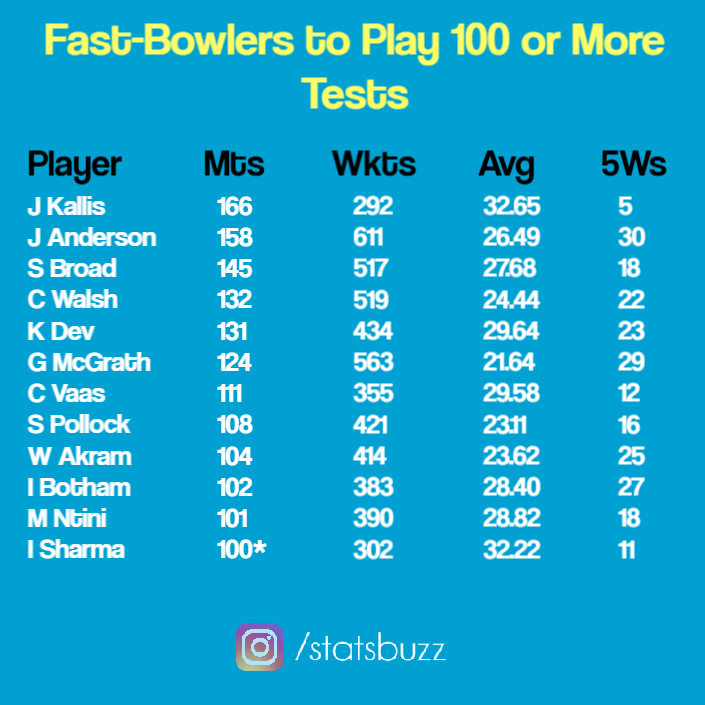 Fast-Bowlers to Play 100 or More
Tests
Player Mts Wkts Avg 5Ws
J Kallis 166 292 32.65 5
J Anderson 158 611 26.49 30
S Broad 145 517 27.68 18
C Walsh 132 519 24.44 22
K Dev 131 434 29.64 23
G McGrath 124 563 21.64 29
C Vaas 111 355 29.58 12
S Pollock 108 421 23.11 16
W Akram 104 414 23.62 25
I Botham 102 383 28.40 27
M Ntini 101 390 28.82 18
I Sharma 100* 302 32.22 11
/statsbuzz